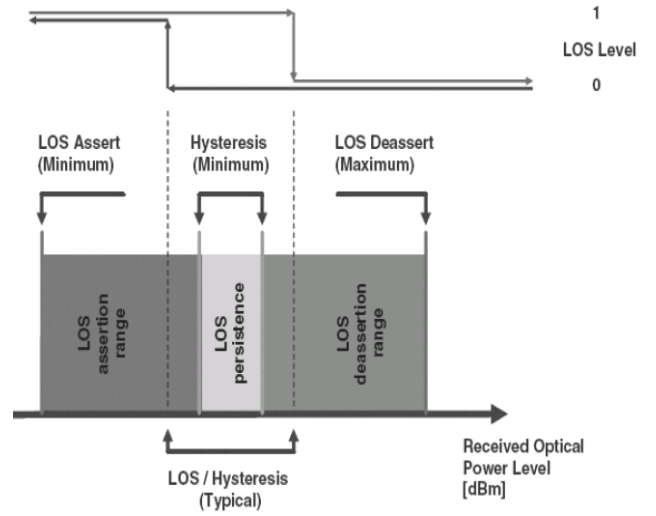 1
LOS Level
0
LOS Assert
(Minimum)
Hysteresis
(Minimum)
LOS Deassert
(Maximum)
LOS
assertion
range
LOS
persistence
LOS
deassertion
range
Received Optical
Power Level
[dBm]
LOS / Hysteresis
(Typical)